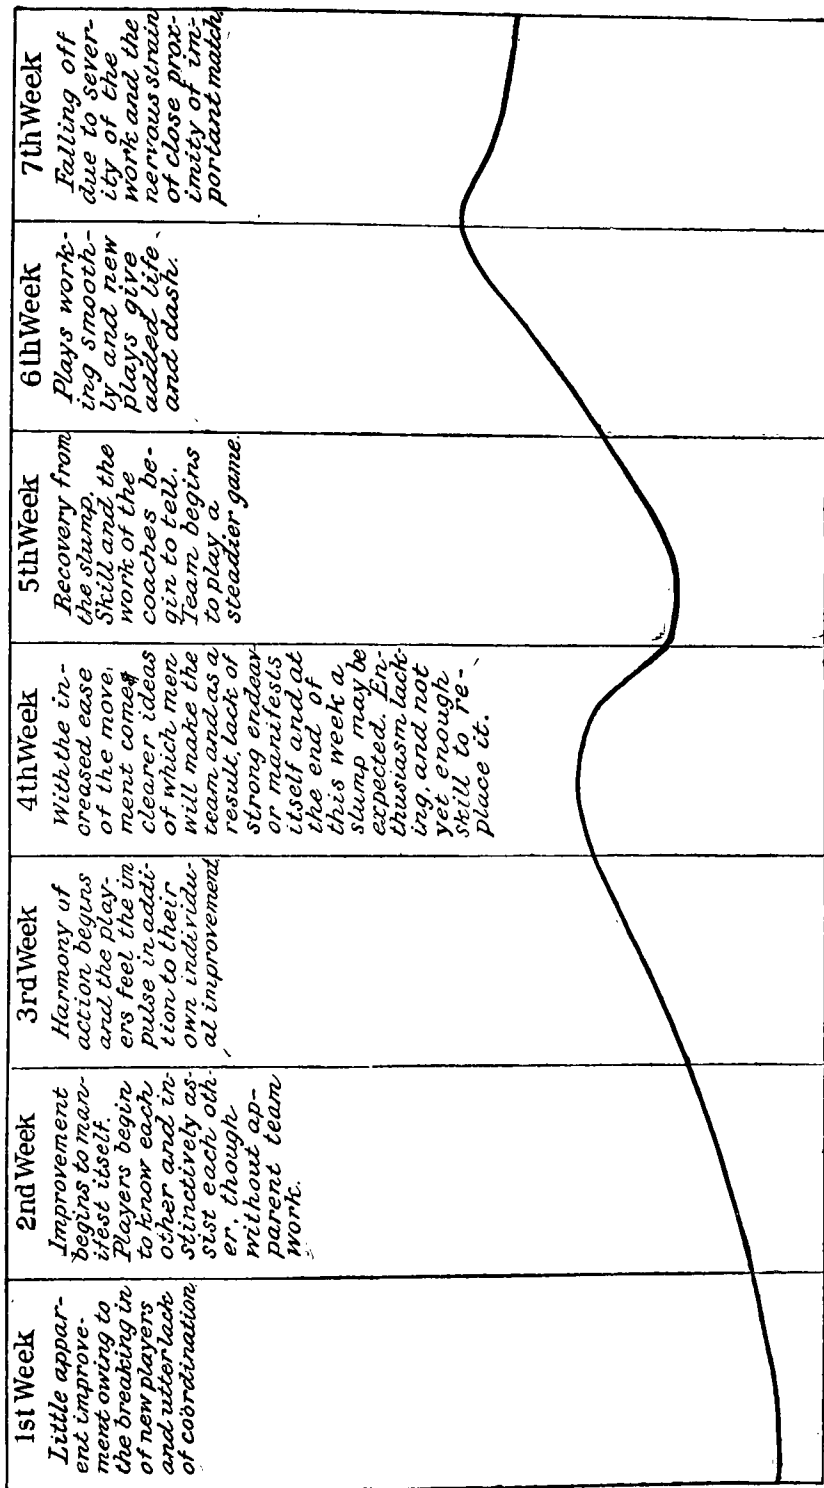 1st Week
Little appar-
ent improve-
ment owing to
the breaking in
of new players
and utter lack
of coördination
2nd Week
Improvement
begins to man-
ifest itself.
Players begin
to know each
other and in-
stinctively as-
sist each oth-
er, though
without ap-
parent team
work.
3rd Week
Harmony of
action begins
and the play-
ers feel the im
pulse in addi-
tion to their
own individu-
al improvement
4th Week
With the in-
creased ease
of the move,
ment comes
clearer ideas
of which men
will make the
team and as a
result, lack of
strong endeav
or manifests
itself and at
the end of
this week a
slump may be
expected. En-
thusiasm lack-
ing, and not
yet enough
skill to re-
place it.
5th Week
Recovery from
the slump.
Skill and the
work of the
coaches be-
gin to tell.
Team begins
to play a
steadier game.
6th Week
Plays work-
ing smooth-
ly and new
plays give
added life
and dash.
7th Week
Falling off
due to sever-
ity of the
work and the
nervous strain
of close prox-
imity of im-
portant match